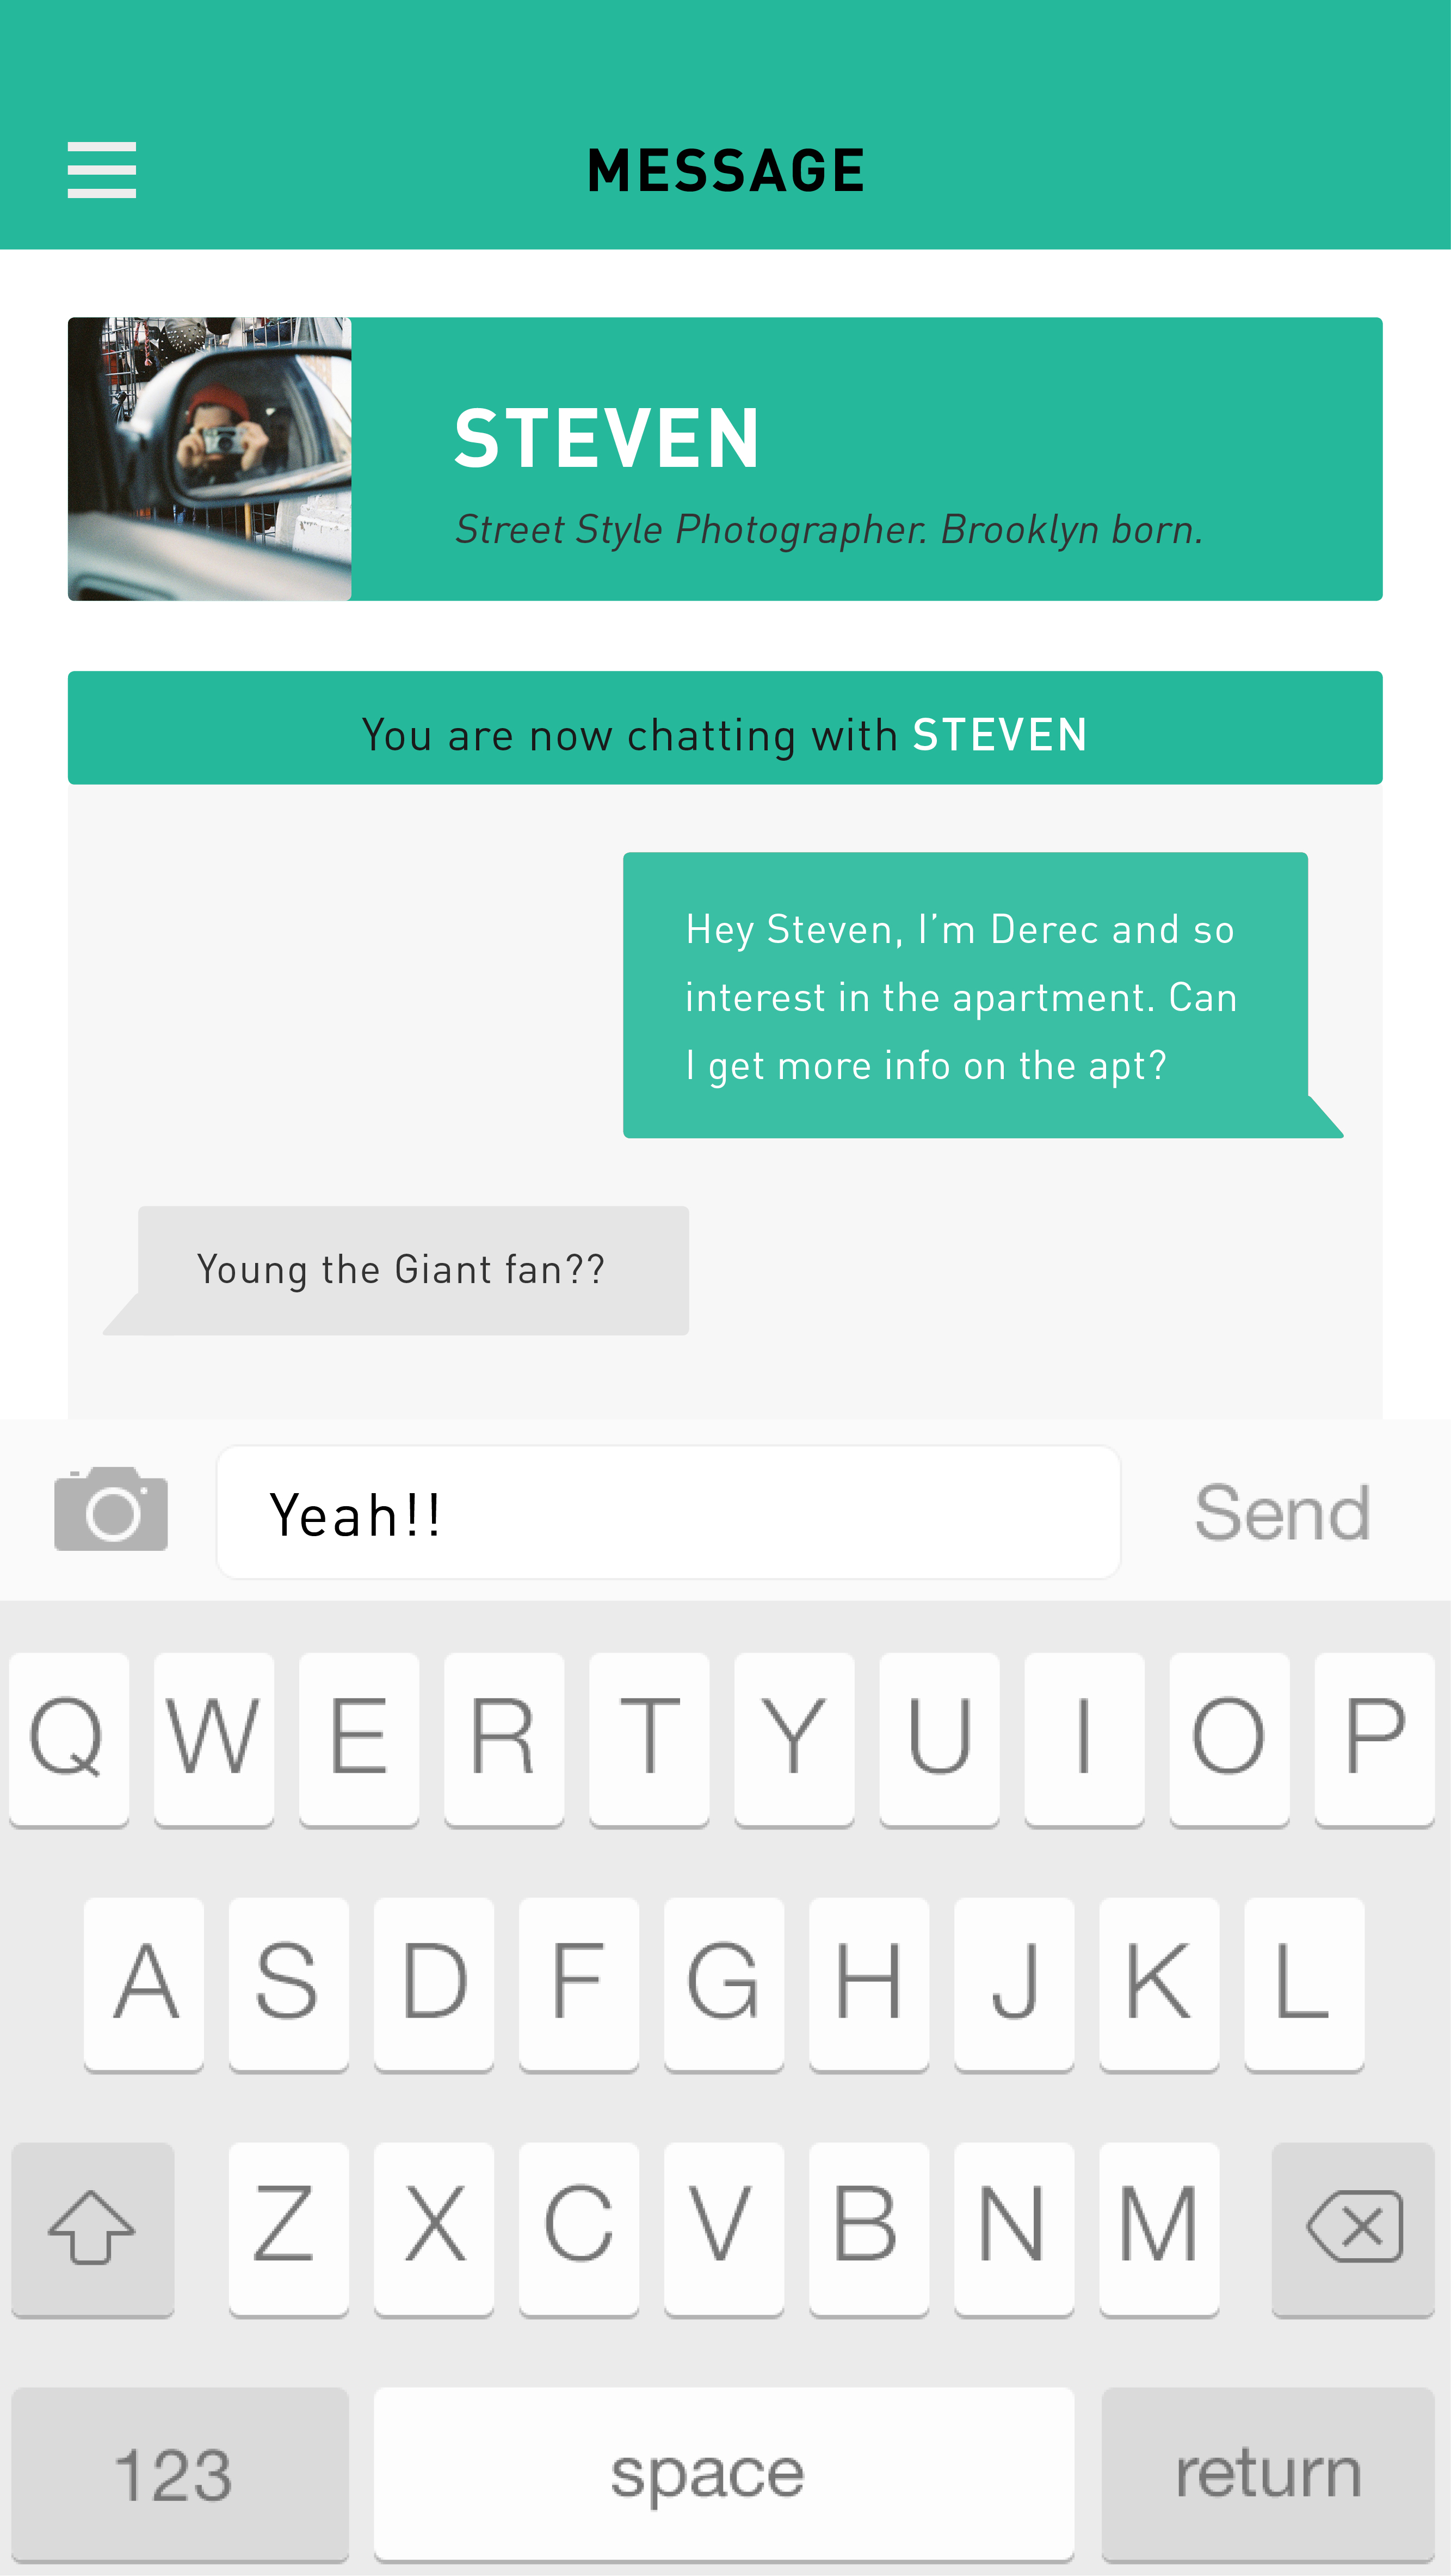 MESSAGE
STEVEN
Street Style Photographer. Brooklyn born.
You are now chatting with STEVEN
Hey Steven, I’m Derec and so
interest in the apartment. Can
I get more info on the apt?
Young the Giant fan??
Yeah!! Send
Q W E R T Y U I O P
A S D F G H J K L
Z X C V B N M
123 space return